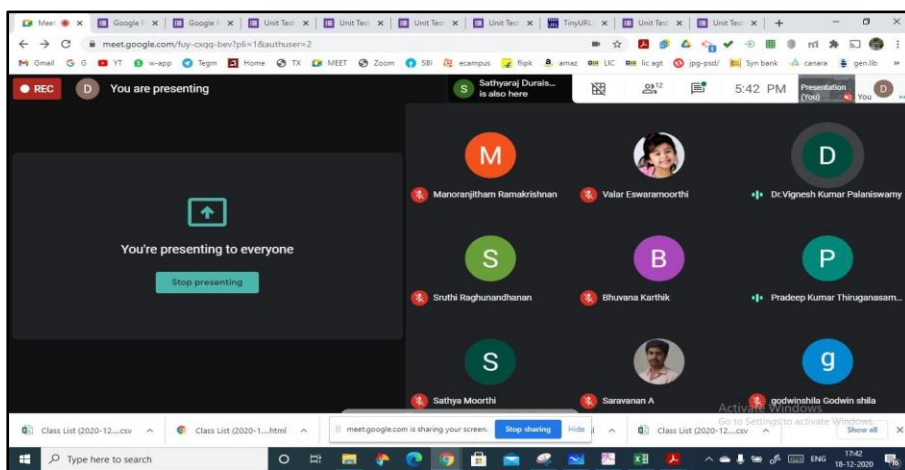 Meet
Google F
Google F
Unit Test
Unit Test
Unit Test
Unit Test
TinyURL
Unit Test
Unit Test
meet.google.com/fuy-cxqq-bev?pli=1&authuser=2
Gmail G G YT w-app Tegm Home TX MEET Zoom SBI ecampus flipk amaz LIC lic agt jpg-psd/ Syn bank canara gen.lib
REC D You are presenting
S Sathyaraj Durais...
is also here
12
5:42 PM
Presentation
(You)
You
D
M
Manoranjitham Ramakrishnan
Valar Eswaramoorthi
D
Dr.Vignesh Kumar Palaniswamy
You're presenting to everyone
Stop presenting
S
Sruthi Raghunandhanan
B
Bhuvana Karthik
P
Pradeep Kumar Thiruganasam...
S
Sathya Moorthi
Saravanan A
g
godwinshila Godwin shila
Activate Windows
Go to Settings to activate Windows.
Class List (2020-12....csv
Class List (2020-1....html
meet.google.com is sharing your screen.
Stop sharing
Hide
Class List (2020-12....csv
Show all
Type here to search
ENG
17:42
18-12-2020